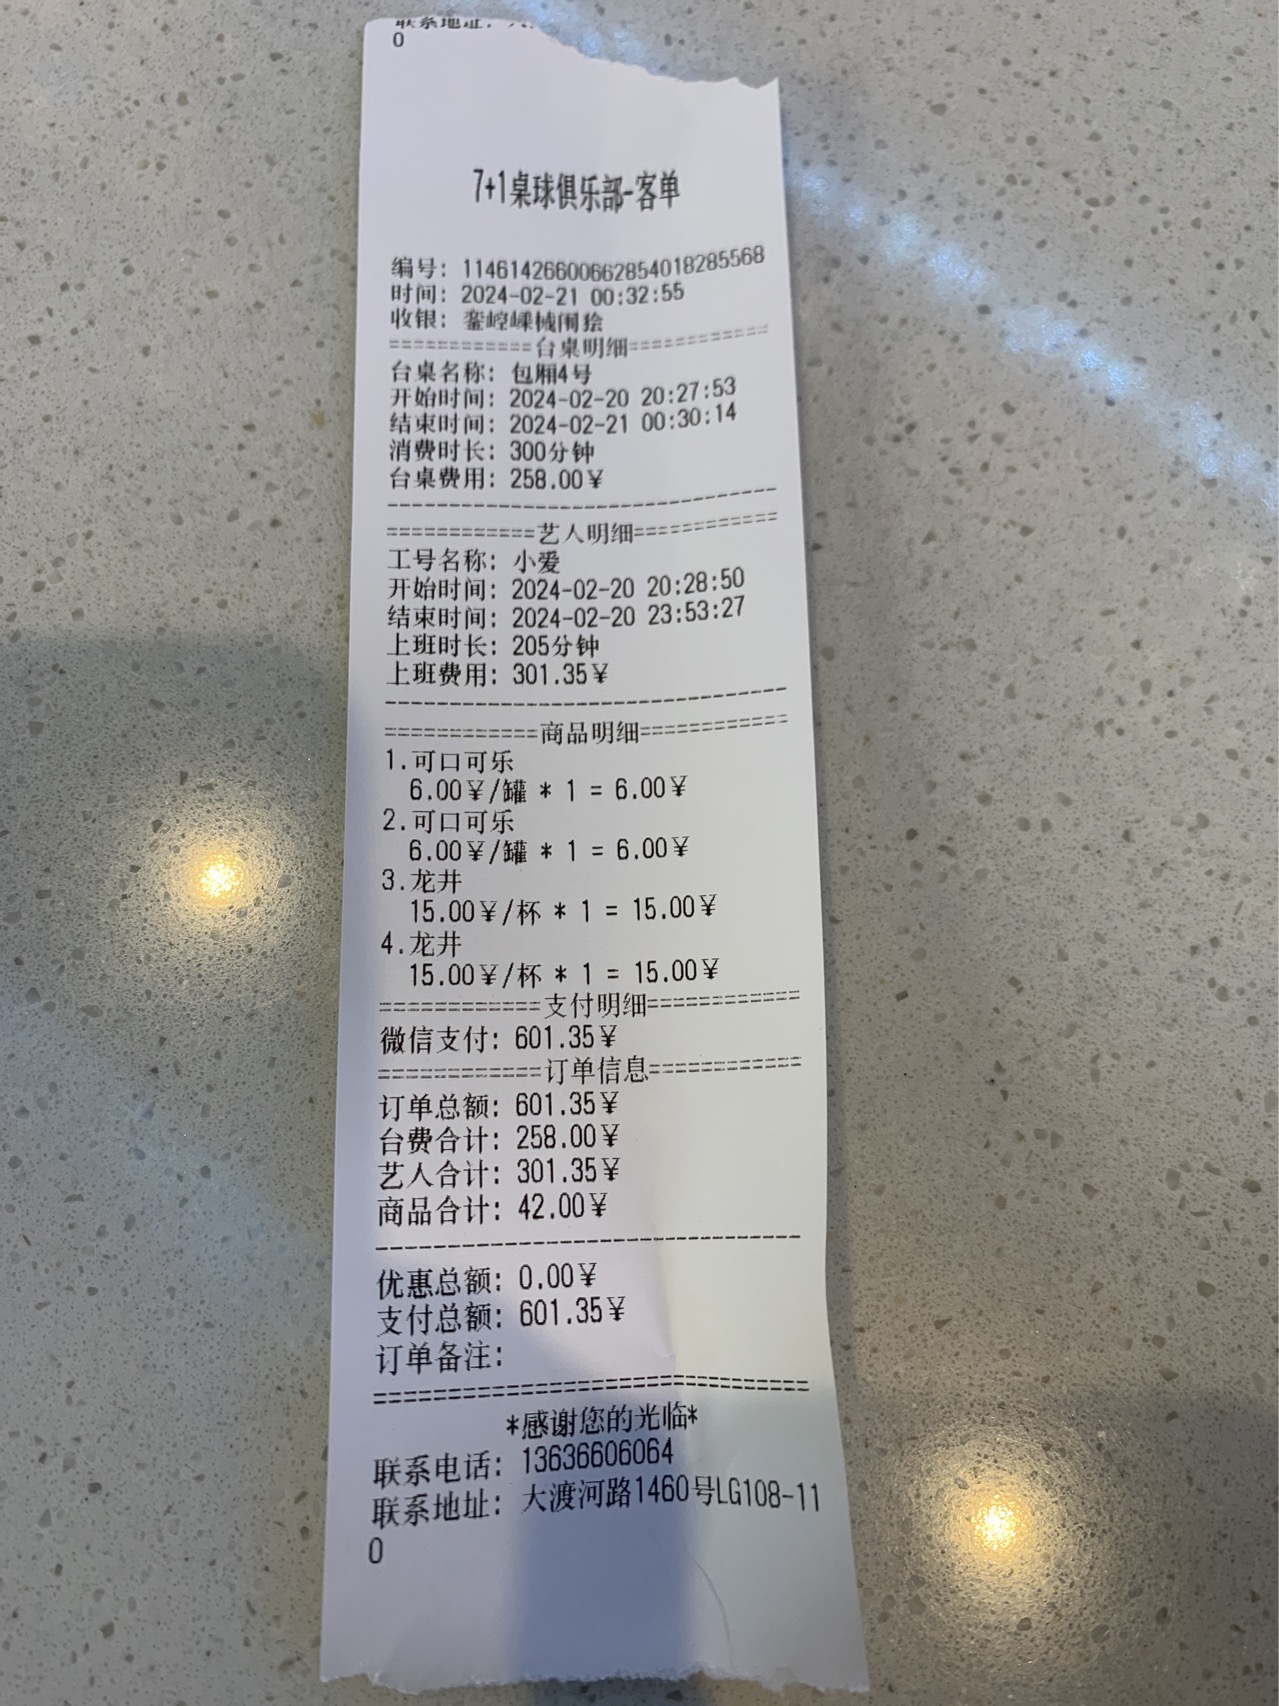 0
7+1桌球俱乐部-客单
编号: 1146142660066285401828​5568
时间: 2024-02-21 00:32:55
收银:
============台桌明细============
台桌名称: 包厢4号
开始时间: 2024-02-20 20:27:53
结束时间: 2024-02-21 00:30:14
消费时长: 300分钟
台桌费用: 258.00¥
--------------------------------
============艺人明细============
工号名称: 小爱
开始时间: 2024-02-20 20:28:50
结束时间: 2024-02-20 23:53:27
上班时长: 205分钟
上班费用: 301.35¥
--------------------------------
============商品明细============
1.可口可乐
6.00¥/罐 * 1 = 6.00¥
2.可口可乐
6.00¥/罐 * 1 = 6.00¥
3.龙井
15.00¥/杯 * 1 = 15.00¥
4.龙井
15.00¥/杯 * 1 = 15.00¥
============支付明细============
微信支付: 601.35¥
============订单信息============
订单总额: 601.35¥
台费合计: 258.00¥
艺人合计: 301.35¥
商品合计: 42.00¥
--------------------------------
优惠总额: 0.00¥
支付总额: 601.35¥
订单备注:
================================
*感谢您的光临*
联系电话: 13636606064
联系地址: 大渡河路1460号LG108-11
0